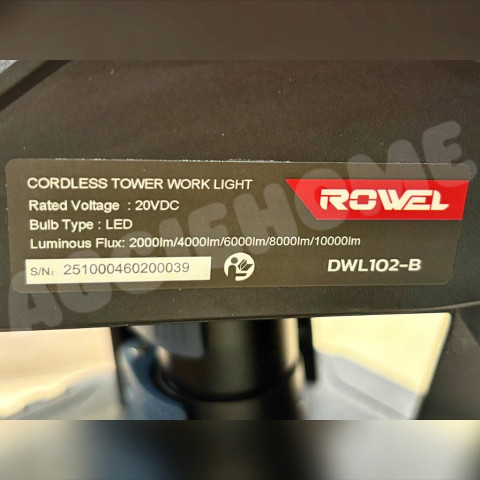 CORDLESS TOWER WORK LIGHT
ROWEL
Rated Voltage : 20VDC
Bulb Type : LED
Luminous Flux: 2000lm/4000lm/6000lm/8000lm/10000lm
S/N: 251000460200039
DWL102-B
AGGIEHOME